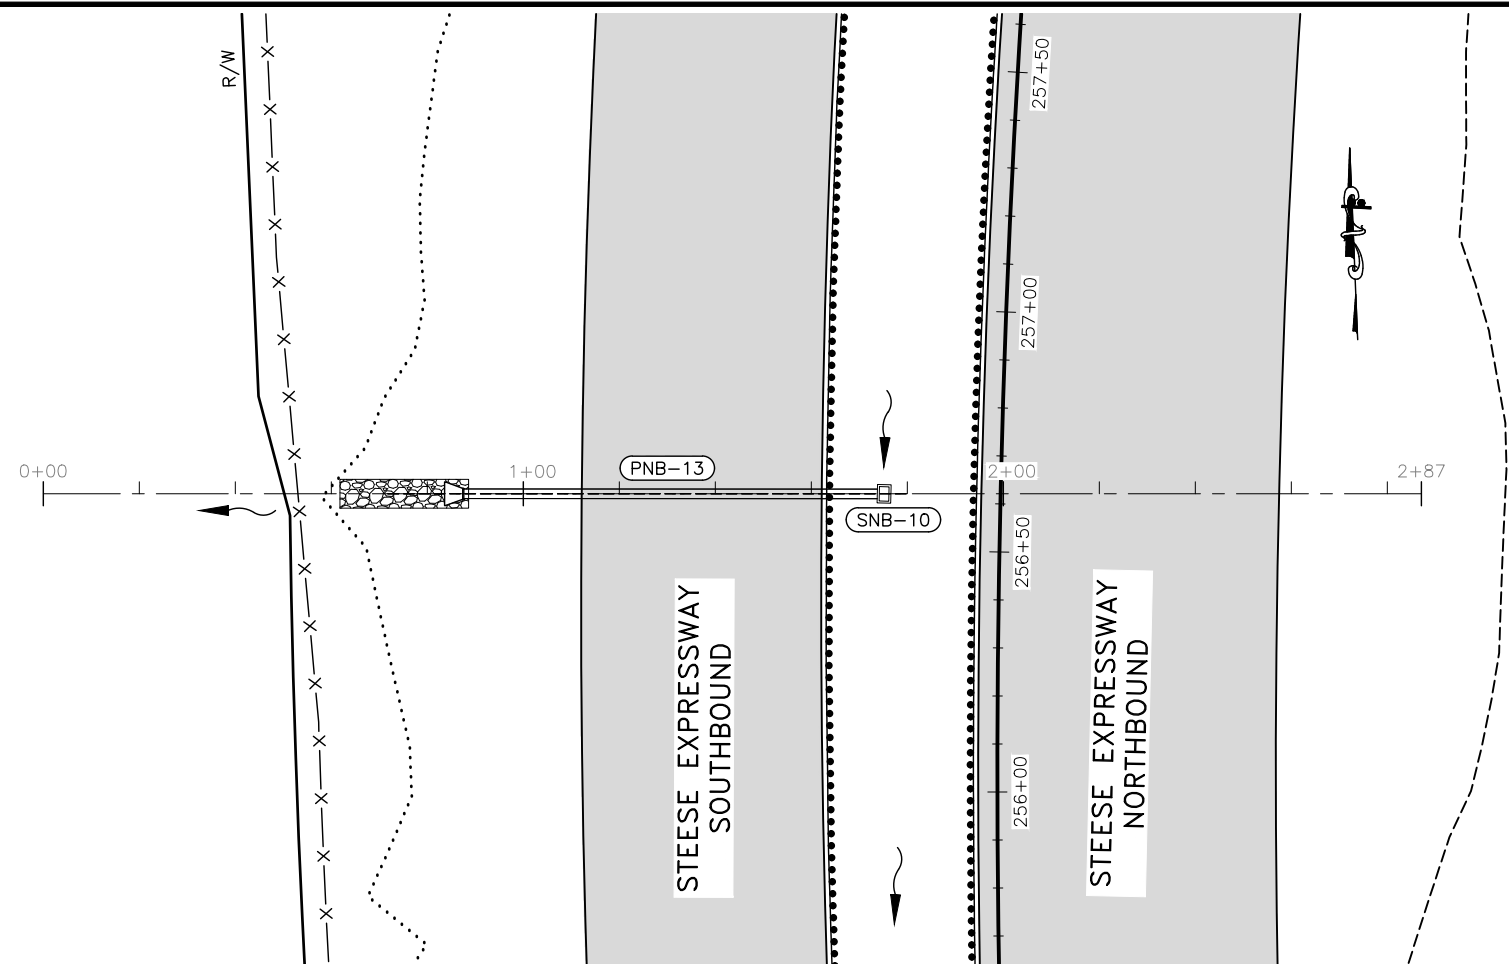 R/W
257+50
257+00
0+00
1+00
PNB-13
2+00
2+87
SNB-10
256+50
STEESE EXPRESSWAY
SOUTHBOUND
STEESE EXPRESSWAY
NORTHBOUND
256+00